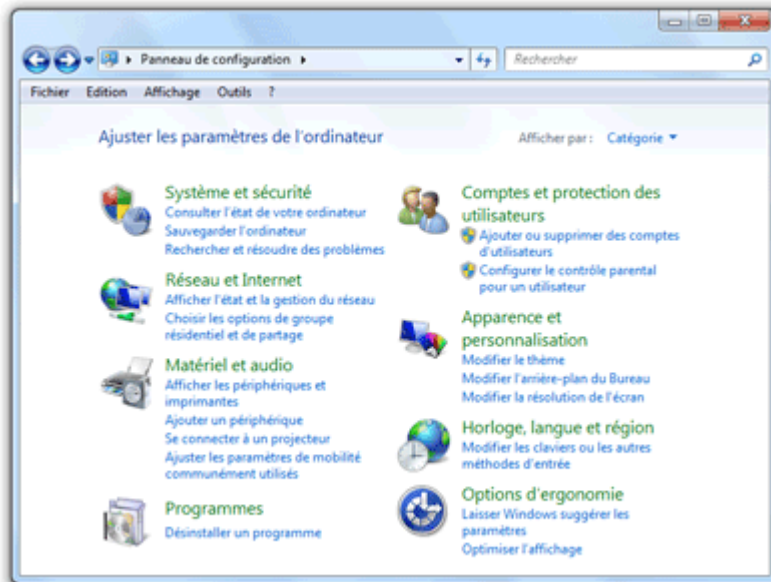 Panneau de configuration
Rechercher
Fichier Edition Affichage Outils ?
Ajuster les paramètres de l'ordinateur
Afficher par : Catégorie
Système et sécurité
Consulter l'état de votre ordinateur
Sauvegarder l'ordinateur
Rechercher et résoudre des problèmes
Réseau et Internet
Afficher l'état et la gestion du réseau
Choisir les options de groupe
résidentiel et de partage
Matériel et audio
Afficher les périphériques et
imprimantes
Ajouter un périphérique
Se connecter à un projecteur
Ajuster les paramètres de mobilité
communément utilisés
Programmes
Désinstaller un programme
Comptes et protection des
utilisateurs
Ajouter ou supprimer des comptes
d'utilisateurs
Configurer le contrôle parental
pour un utilisateur
Apparence et
personnalisation
Modifier le thème
Modifier l'arrière-plan du Bureau
Modifier la résolution de l'écran
Horloge, langue et région
Modifier les claviers ou les autres
méthodes d'entrée
Options d'ergonomie
Laisser Windows suggérer les
paramètres
Optimiser l'affichage